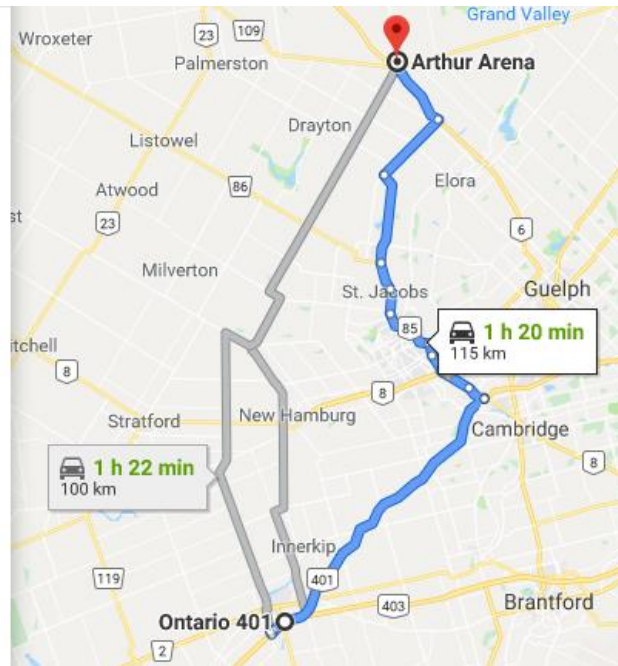 Grand Valley
Wroxeter
23
109
Palmerston
Arthur Arena
Drayton
Listowel
Elora
86
Atwood
23
6
st
Milverton
St. Jacobs
Guelph
85
1 h 20 min
115 km
itchell
8
8
Stratford
New Hamburg
Cambridge
1 h 22 min
100 km
8
Innerkip
119
401
403
Brantford
Ontario 401
2